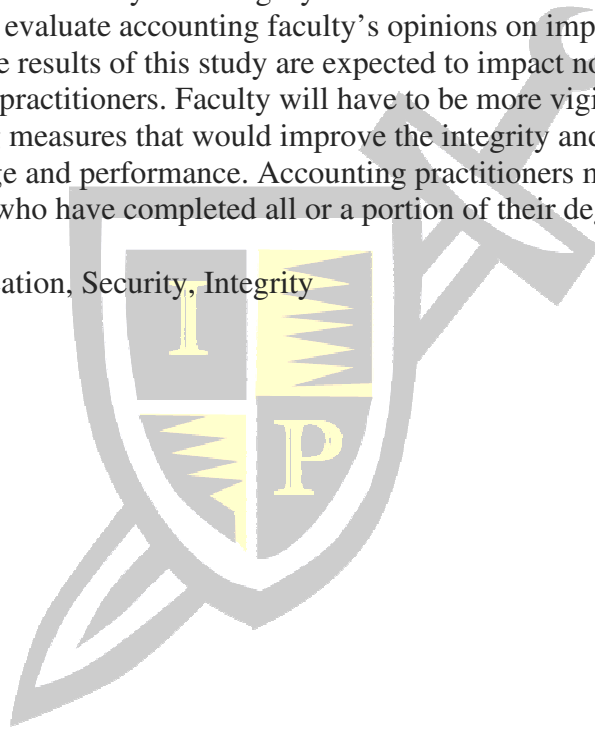 evaluate accounting faculty's opinions on imp
e results of this study are expected to impact no
practitioners. Faculty will have to be more vigi
measures that would improve the integrity and
ge and performance. Accounting practitioners m
who have completed all or a portion of their deg
ation, Security, Integrity
I
P